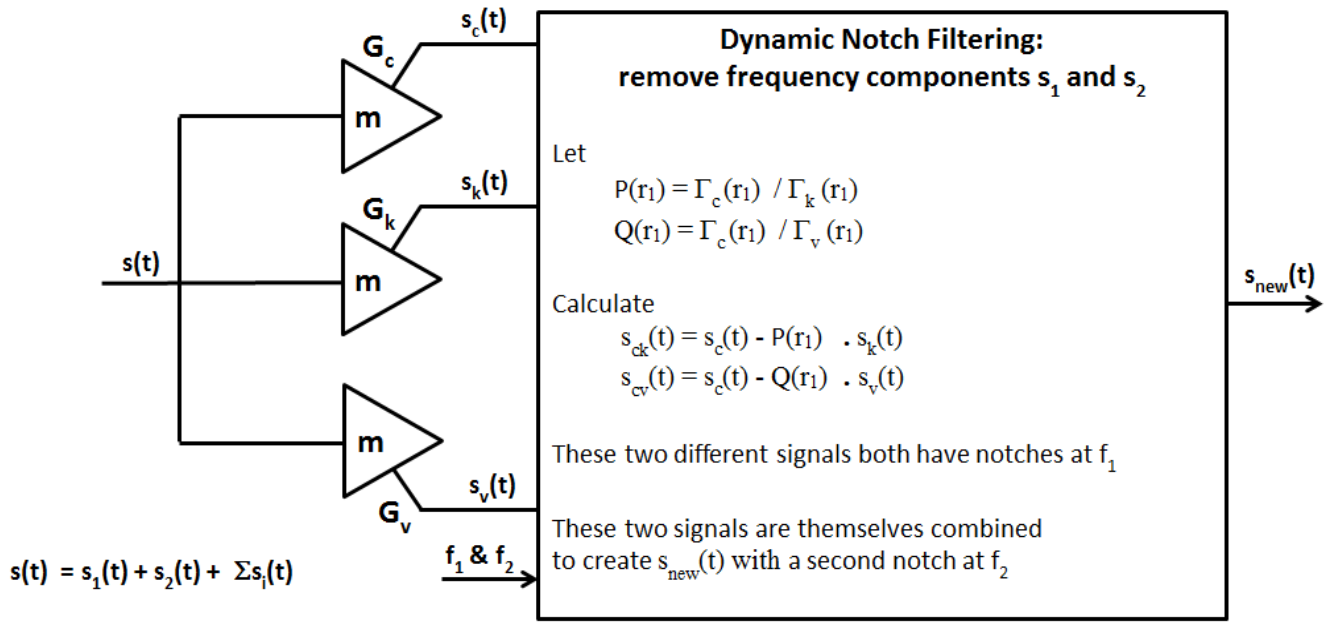 s_c(t)
G_c
m
s_k(t)
G_k
m
s(t)
m
s_v(t)
G_v
f_1 & f_2
s(t) = s_1(t) + s_2(t) + Σs_i(t)
Dynamic Notch Filtering:
remove frequency components s_1 and s_2
Let
P(r_1) = Γ_c(r_1) / Γ_k(r_1)
Q(r_1) = Γ_c(r_1) / Γ_v(r_1)
Calculate
s_ck(t) = s_c(t) - P(r_1) . s_k(t)
s_cv(t) = s_c(t) - Q(r_1) . s_v(t)
These two different signals both have notches at f_1
These two signals are themselves combined
to create s_new(t) with a second notch at f_2
s_new(t)